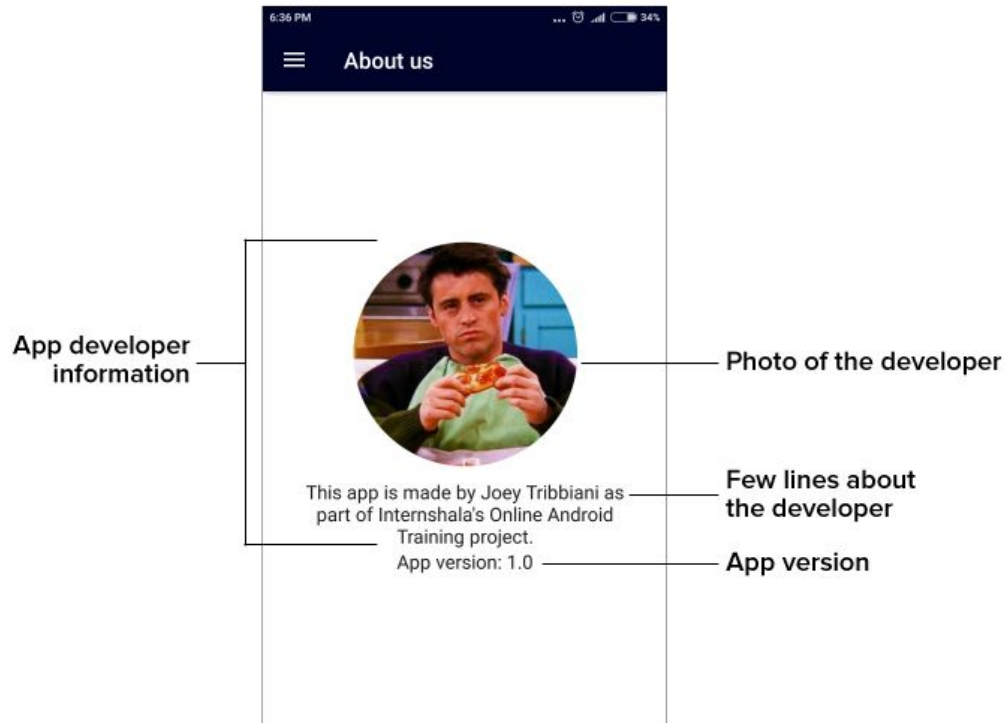 6:36 PM
... 34%
About us
App developer
information
Photo of the developer
This app is made by Joey Tribbiani as
part of Internshala's Online Android
Training project.
App version: 1.0
Few lines about
the developer
App version